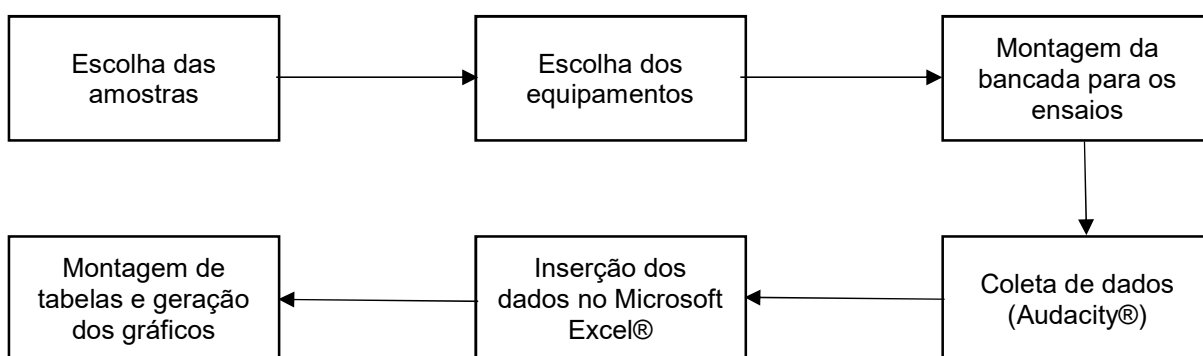 Escolha das
amostras
Escolha dos
equipamentos
Montagem da
bancada para os
ensaios
Coleta de dados
(Audacity®)
Inserção dos
dados no Microsoft
Excel®
Montagem de
tabelas e geração
dos gráficos